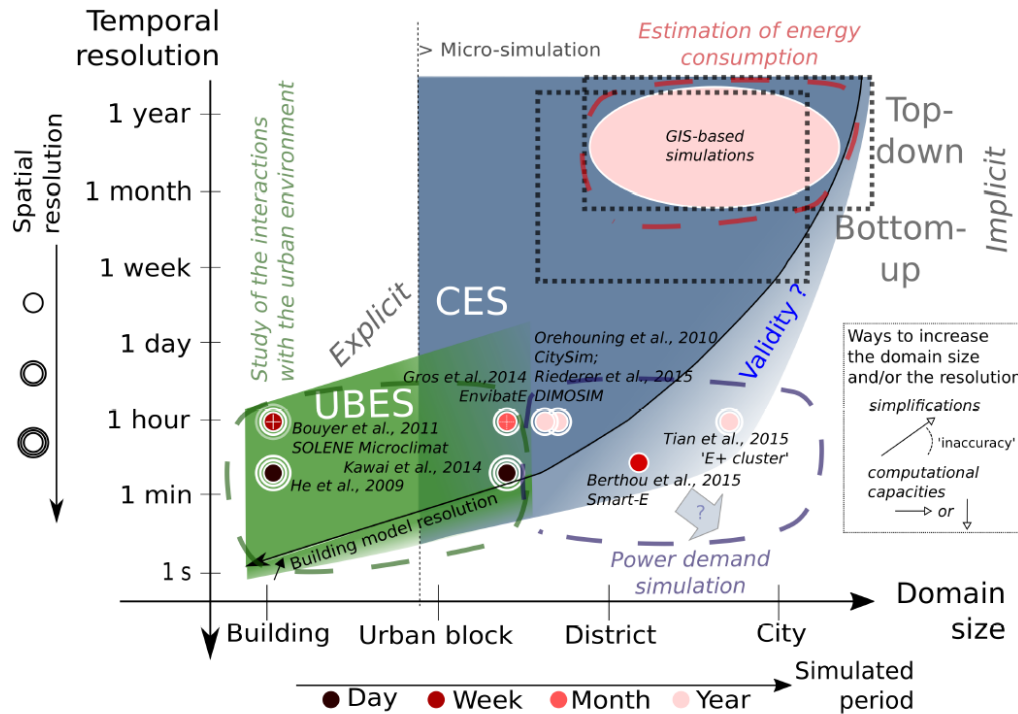 Temporal
resolution
> Micro-simulation
Estimation of energy
consumption
Study of the interactions
with the urban environment
Spatial
resolution
1 year
1 month
1 week
1 day
1 hour
1 min
1 s
GIS-based
simulations
Top-
down
Bottom-
up
Implicit
Explicit
CES
UBES
Validity ?
Orehouning et al., 2010
CitySim;
Gros et al.,2014
Riederer et al., 2015
EnvibatE
DIMOSIM
Bouyer et al., 2011
SOLENE Microclimat
Kawai et al., 2014
He et al., 2009
Tian et al., 2015
'E+ cluster'
Berthou et al., 2015
Smart-E
?
Building model resolution
Power demand
simulation
Ways to increase
the domain size
and/or the resolution
simplifications
'inaccuracy'
computational
capacities
or
Building
Urban block
District
City
Domain
size
Simulated
period
Day
Week
Month
Year